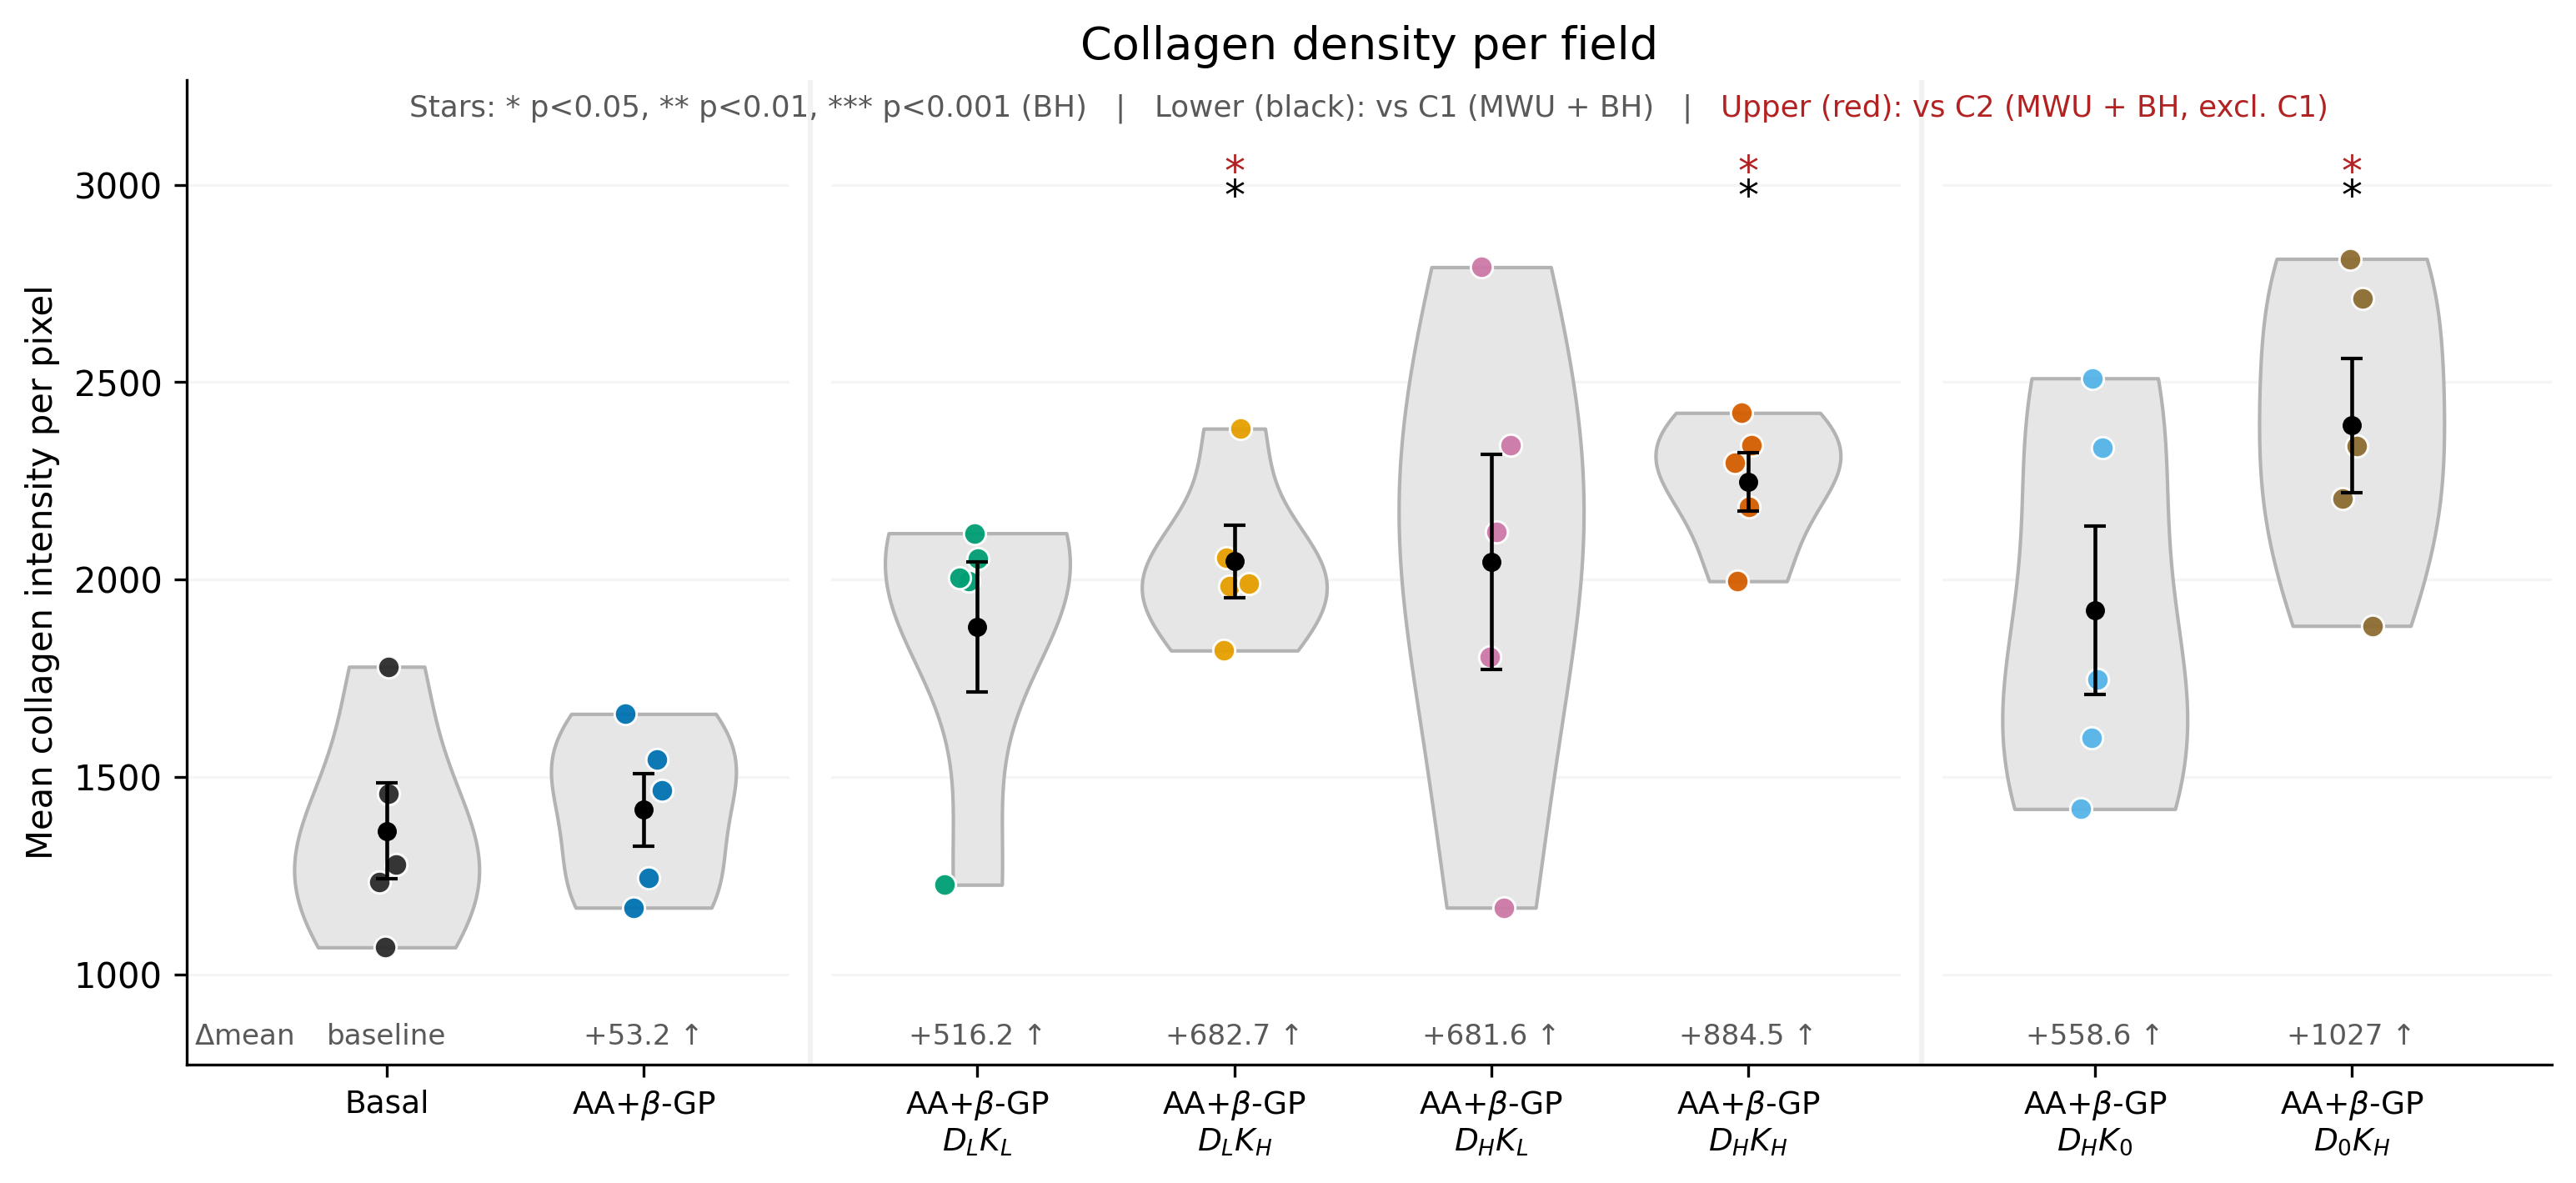 Collagen density per field
Stars: * p<0.05, ** p<0.01, *** p<0.001 (BH) | Lower (black): vs C1 (MWU + BH) | Upper (red): vs C2 (MWU + BH, excl. C1)
* * *
* * *
Mean collagen intensity per pixel
3000
2500
2000
1500
1000
Δmean baseline +53.2 ↑ +516.2 ↑ +682.7 ↑ +681.6 ↑ +884.5 ↑ +558.6 ↑ +1027 ↑
Basal AA+β-GP AA+β-GP AA+β-GP AA+β-GP AA+β-GP AA+β-GP AA+β-GP
D_LK_L D_LK_H D_HK_L D_HK_H D_HK_0 D_0K_H